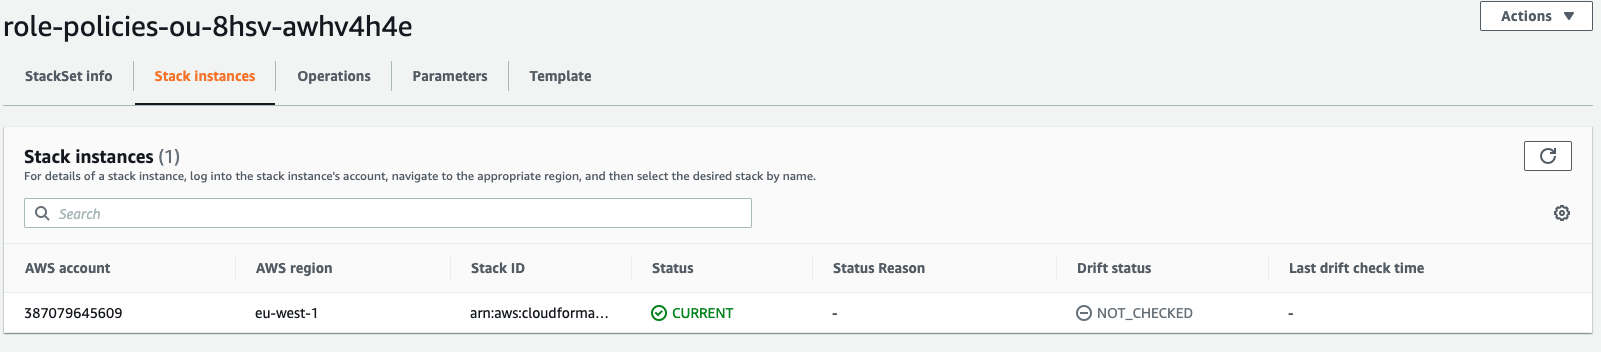 role-policies-ou-8hsv-awhv4h4e
Actions
StackSet info
Stack instances
Operations
Parameters
Template
Stack instances (1)
For details of a stack instance, log into the stack instance's account, navigate to the appropriate region, and then select the desired stack by name.
Search
AWS account
AWS region
Stack ID
Status
Status Reason
Drift status
Last drift check time
387079645609
eu-west-1
arn:aws:cloudforma...
CURRENT
-
NOT_CHECKED
-